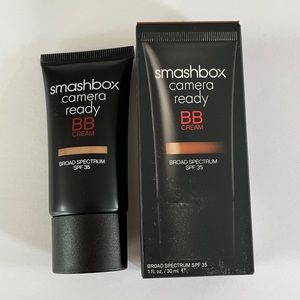 smashbox
camera
ready
BB
CREAM
BROAD SPECTRUM
SPF 35
smashbox
camera
ready
BB
CREAM
BROAD SPECTRUM
SPF 35
BROAD SPECTRUM SPF 35
1 fl. oz. / 30 ml ℮